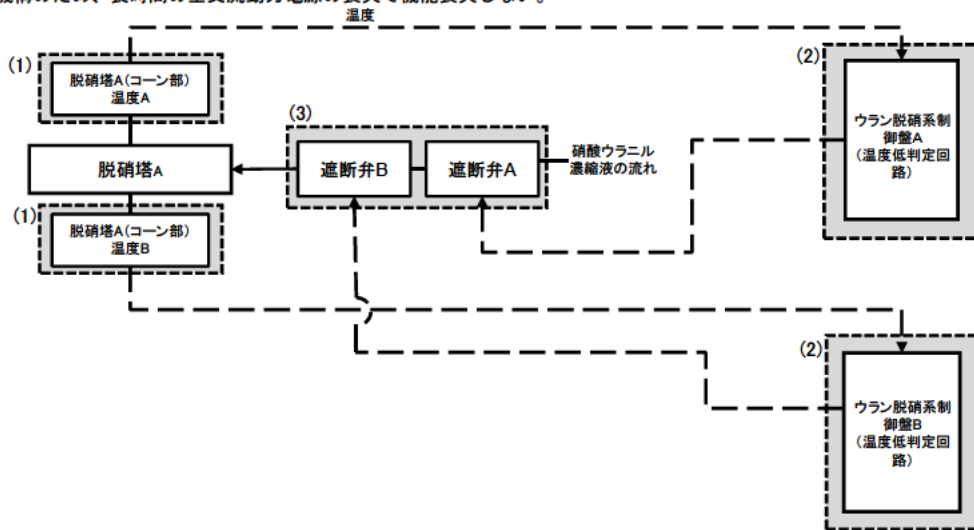 温度
(1)
脱硝塔A(コーン部)
温度A
(2)
ウラン脱硝系制
御盤A
(温度低判定回
路)
(3)
遮断弁B
遮断弁A
硝酸ウラニル
濃縮液の流れ
脱硝塔A
(1)
脱硝塔A(コーン部)
温度B
(2)
ウラン脱硝系制
御盤B
(温度低判定回
路)